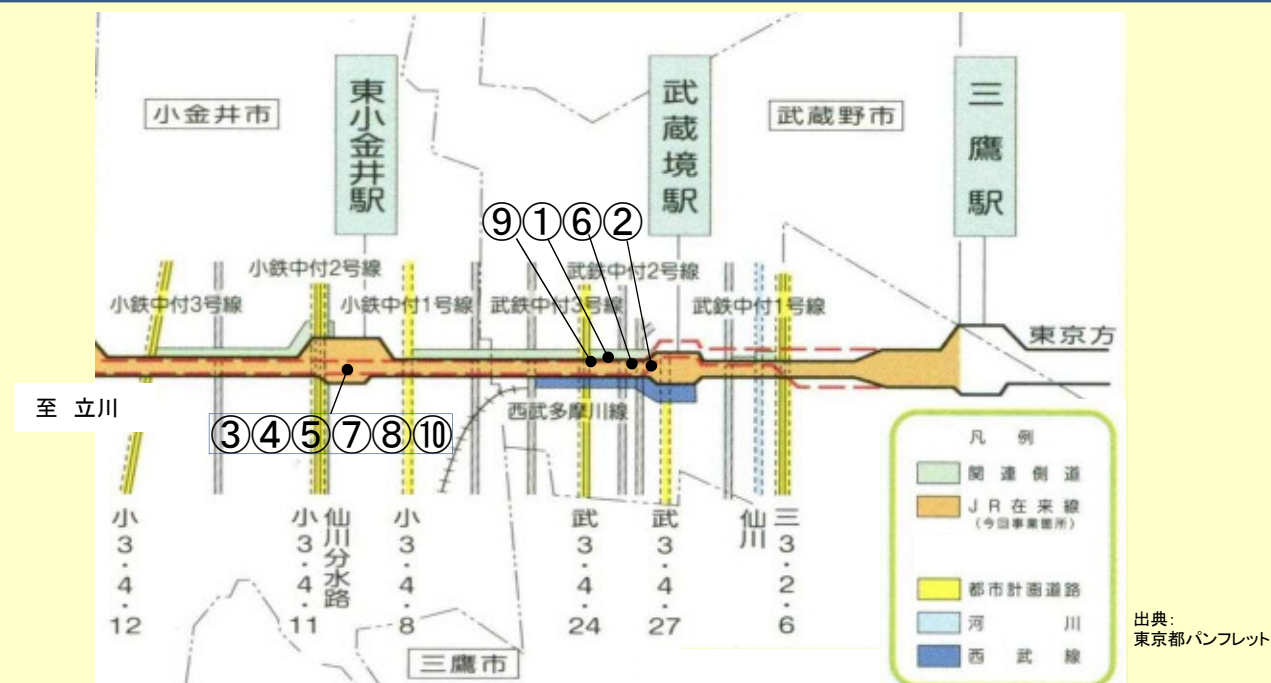 小金井市
東小金井駅
武蔵境駅
武蔵野市
三鷹駅
⑨①⑥②
小鉄中付2号線
武鉄中付2号線
小鉄中付3号線
小鉄中付1号線
武鉄中付3号線
武鉄中付1号線
東京方
至 立川
西武多摩川線
③④⑤⑦⑧⑩
凡例
関連側道
JR在来線
(今回事業箇所)
都市計画道路
河川
西武線
小3・4・12
小3・4・11
仙川分水路
小3・4・8
武3・4・24
武3・4・27
仙川
三3・2・6
三鷹市
出典:
東京都パンフレット